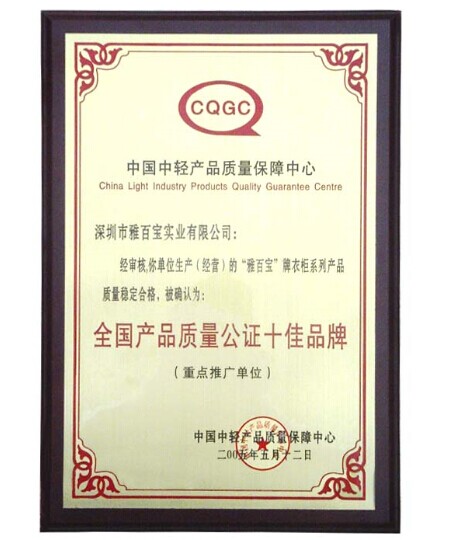 CQGC
中国中轻产品质量保障中心
China Light Industry Products Quality Guarantee Centre
深圳市雅百宝实业有限公司：
经审核,你单位生产（经营）的“雅百宝”牌衣柜系列产品
质量稳定合格，被确认为：
全国产品质量公证十佳品牌
（重点推广单位）
中国中轻产品质量保障中心
二00五年五月十二日